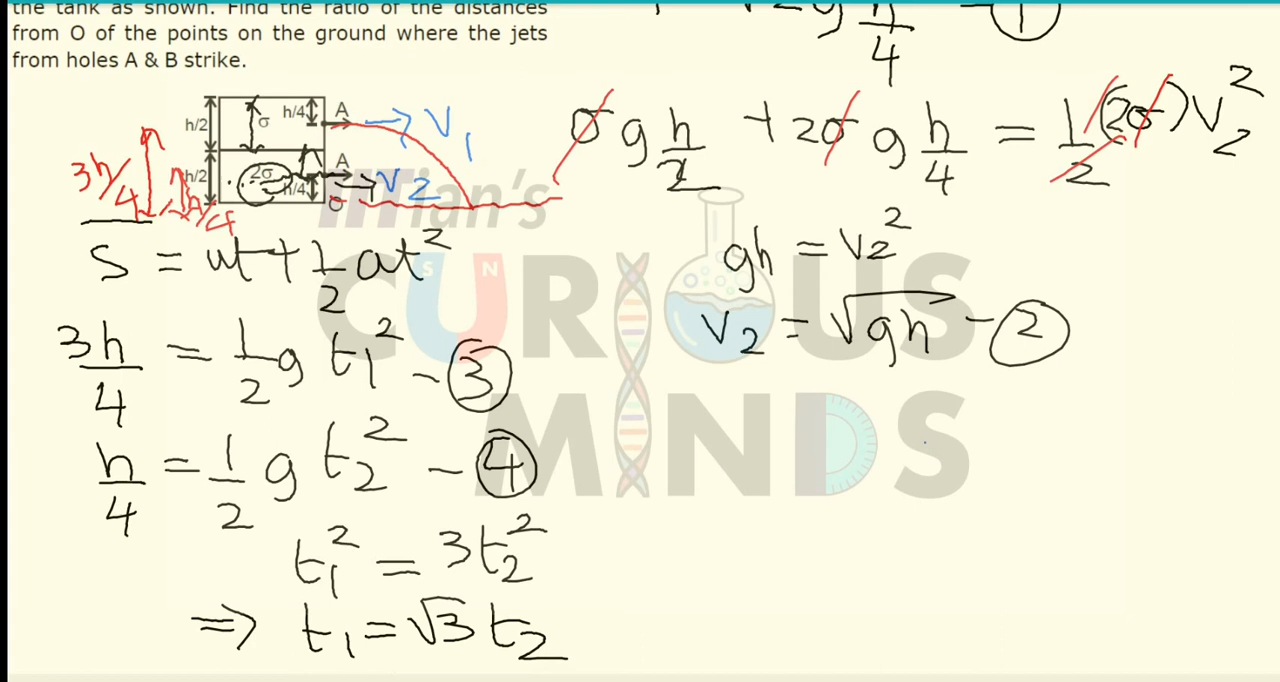 the tank as shown. Find the ratio of the distances
from O of the points on the ground where the jets
from holes A & B strike.
h/4 A → V1
h/2 σ
h/2 2σ A → V2
h/4
O
3h/4
h/4
S = ut + 1/2 at²
3h/4 = 1/2 g t1² - 3
h/4 = 1/2 g t2² - 4
t1² = 3t2²
⇒ t1 = √3 t2
h/4 - 1
σ g h/2 + 2σ g h/4 = 1/2 (2σ) V2²
gh = V2²
V2 = √gh - 2
IITian's
CURIOUS
S N
MINDS